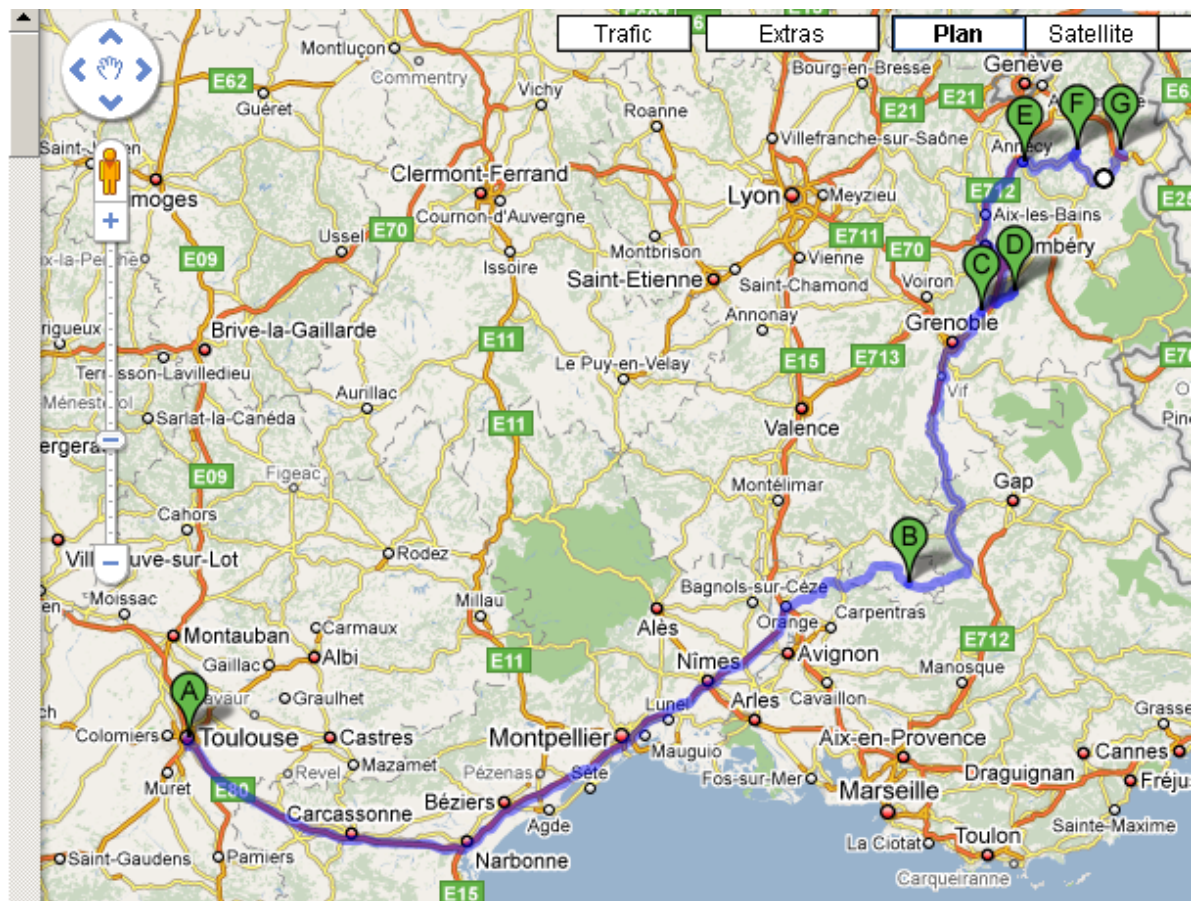 Trafic
Extras
Plan
Satellite
Montluçon
Commentry
Bourg-en-Bresse
Genève
E62
Guéret
Vichy
Roanne
E21
E21
Villefranche-sur-Saône
E
F
G
Annecy
Clermont-Ferrand
Cournon-d'Auvergne
Lyon
Meyzieu
E712
Aix-les-Bains
E25
E70
Ussel
Issoire
Montbrison
E711
E70
Vienne
D
C
E09
Saint-Etienne
Saint-Chamond
Voiron
Annonay
Grenoble
Brive-la-Gaillarde
E11
Le Puy-en-Velay
E15
E713
Vif
Aurillac
Sarlat-la-Canéda
Valence
E11
E09
Figeac
Montélimar
Gap
Cahors
Rodez
B
Moissac
Millau
Bagnols-sur-Cèze
Orange
Carpentras
Montauban
Carmaux
Alès
E712
Gaillac
Albi
E11
Nîmes
Avignon
Manosque
A
Graulhet
Lunel
Arles
Cavaillon
Colomiers
Toulouse
Castres
Montpellier
Mauguio
Aix-en-Provence
Grasse
Cannes
Muret
Revel
Mazamet
Pézenas
Sète
Fos-sur-Mer
Draguignan
Fréju
E80
Carcassonne
Béziers
Agde
Marseille
Sainte-Maxime
Saint-Gaudens
Pamiers
Narbonne
La Ciotat
Toulon
Carqueiranne
E15